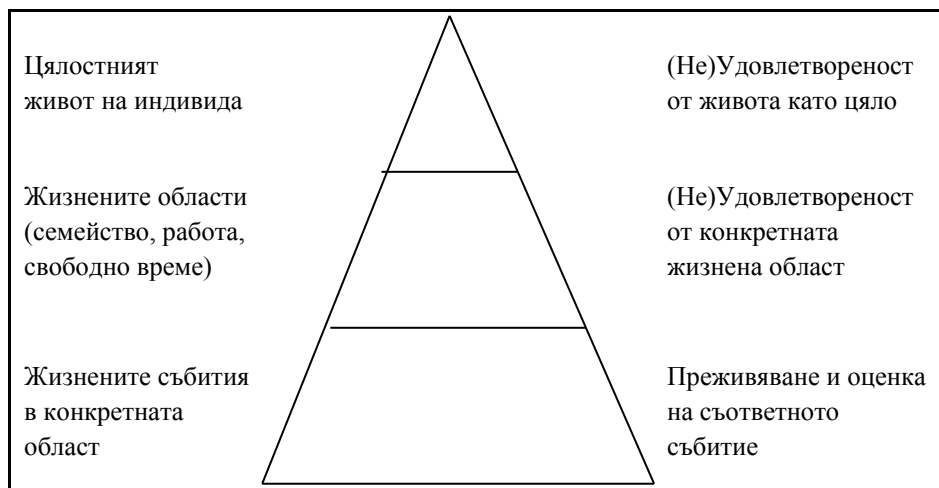 Цялостният
живот на индивида
(Не)Удовлетвореност
от живота като цяло
Жизнените области
(семейство, работа,
свободно време)
(Не)Удовлетвореност
от конкретната
жизнена област
Жизнените събития
в конкретната
област
Преживяване и оценка
на съответното
събитие